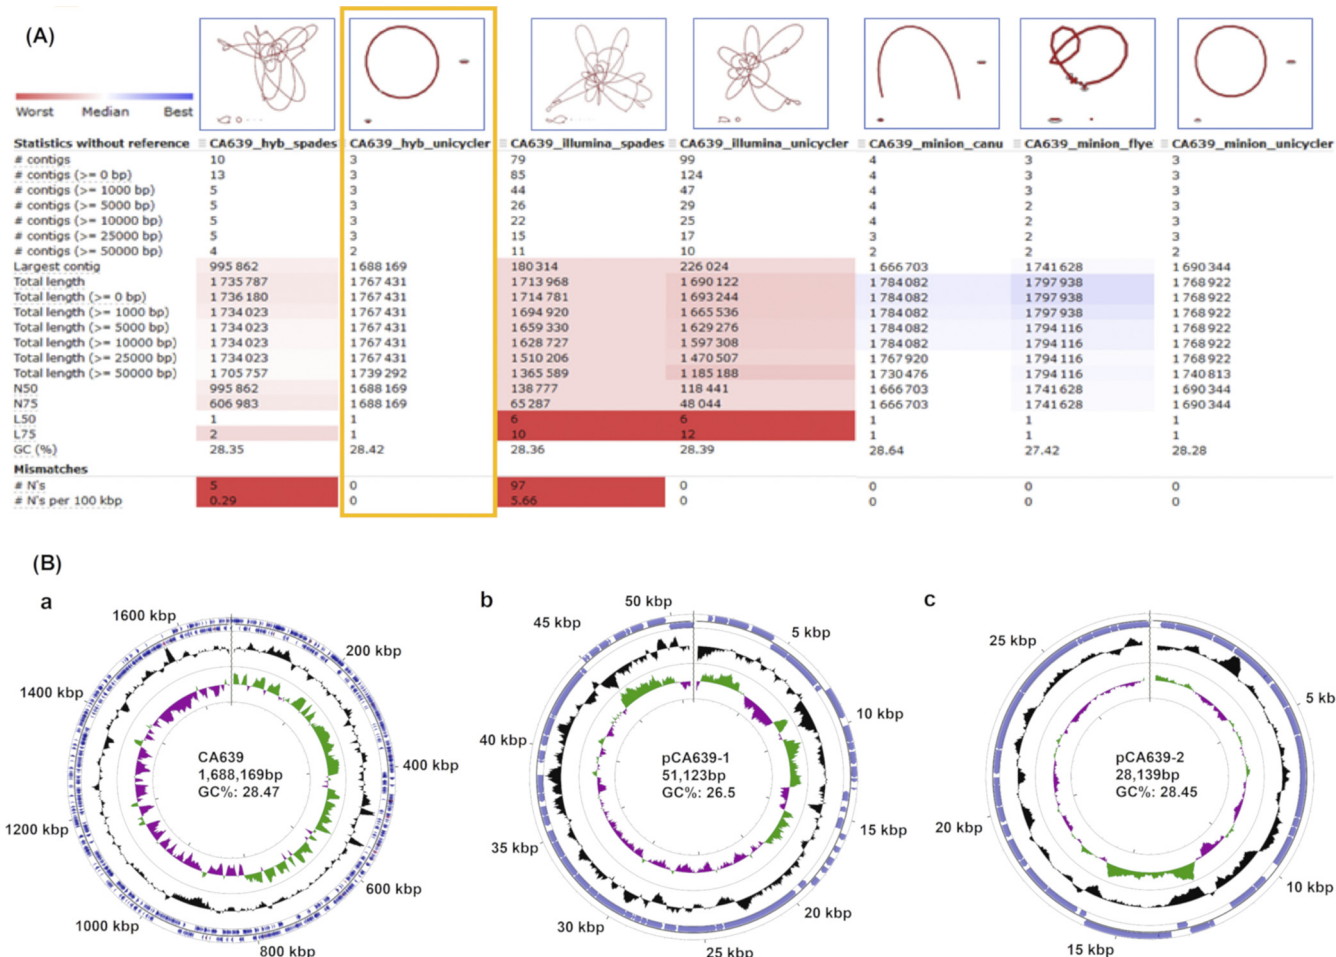 (A)
Worst Median Best
Statistics without reference CA639_hyb_spades CA639_hyb_unicycler CA639_illumina_spades CA639_illumina_unicycler CA639_minion_canu CA639_minion_flye CA639_minion_unicycler
# contigs 10 3 79 99 4 3 3
# contigs (>= 0 bp) 13 3 85 124 4 3 3
# contigs (>= 1000 bp) 5 3 44 47 4 3 3
# contigs (>= 5000 bp) 5 3 26 29 4 2 3
# contigs (>= 10000 bp) 5 3 22 25 4 2 3
# contigs (>= 25000 bp) 5 3 15 17 3 2 3
# contigs (>= 50000 bp) 4 2 11 10 2 2 2
Largest contig 995 862 1 688 169 180 314 226 024 1 666 703 1 741 628 1 690 344
Total length 1 735 787 1 767 431 1 713 968 1 690 122 1 784 082 1 797 938 1 768 922
Total length (>= 0 bp) 1 736 180 1 767 431 1 714 781 1 693 244 1 784 082 1 797 938 1 768 922
Total length (>= 1000 bp) 1 734 023 1 767 431 1 694 920 1 665 536 1 784 082 1 797 938 1 768 922
Total length (>= 5000 bp) 1 734 023 1 767 431 1 659 330 1 629 276 1 784 082 1 794 116 1 768 922
Total length (>= 10000 bp) 1 734 023 1 767 431 1 628 727 1 597 308 1 784 082 1 794 116 1 768 922
Total length (>= 25000 bp) 1 734 023 1 767 431 1 510 206 1 470 507 1 767 920 1 794 116 1 768 922
Total length (>= 50000 bp) 1 705 757 1 739 292 1 365 589 1 185 188 1 730 476 1 794 116 1 740 813
N50 995 862 1 688 169 138 777 118 441 1 666 703 1 741 628 1 690 344
N75 606 983 1 688 169 65 287 48 044 1 666 703 1 741 628 1 690 344
L50 1 1 6 6 1 1 1
L75 2 1 10 12 1 1 1
GC (%) 28.35 28.42 28.36 28.39 28.64 27.42 28.28
Mismatches
# N's 5 0 97 0 0 0 0
# N's per 100 kbp 0.29 0 5.66 0 0 0 0
(B)
a
1600 kbp
200 kbp
1400 kbp
400 kbp
CA639
1,688,169bp
GC%: 28.47
1200 kbp
600 kbp
1000 kbp
800 kbp
b
50 kbp
45 kbp
5 kbp
10 kbp
40 kbp
pCA639-1
51,123bp
GC%: 26.5
15 kbp
35 kbp
20 kbp
30 kbp
25 kbp
c
25 kbp
5 kb
pCA639-2
28,139bp
GC%: 28.45
20 kbp
10 kbp
15 kbp